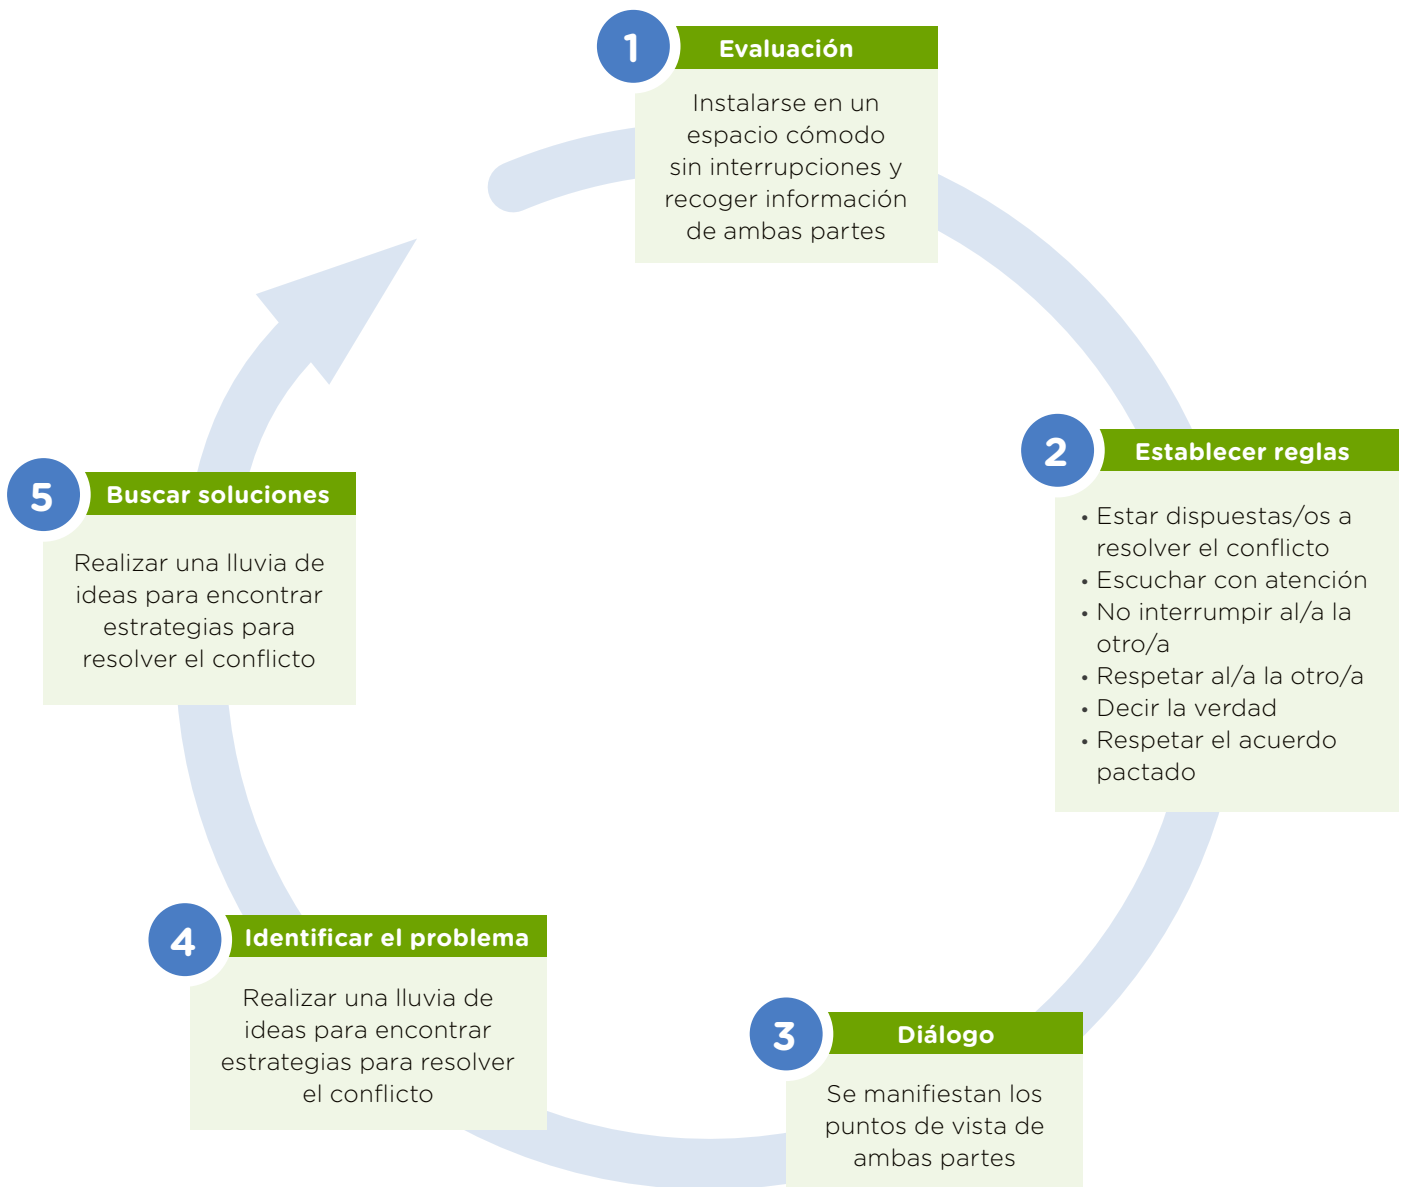 1
Evaluación
Instalarse en un
espacio cómodo
sin interrupciones y
recoger información
de ambas partes
2
Establecer reglas
• Estar dispuestas/os a
resolver el conflicto
• Escuchar con atención
• No interrumpir al/a la
otro/a
• Respetar al/a la otro/a
• Decir la verdad
• Respetar el acuerdo
pactado
3
Diálogo
Se manifiestan los
puntos de vista de
ambas partes
4
Identificar el problema
Realizar una lluvia de
ideas para encontrar
estrategias para resolver
el conflicto
5
Buscar soluciones
Realizar una lluvia de
ideas para encontrar
estrategias para
resolver el conflicto